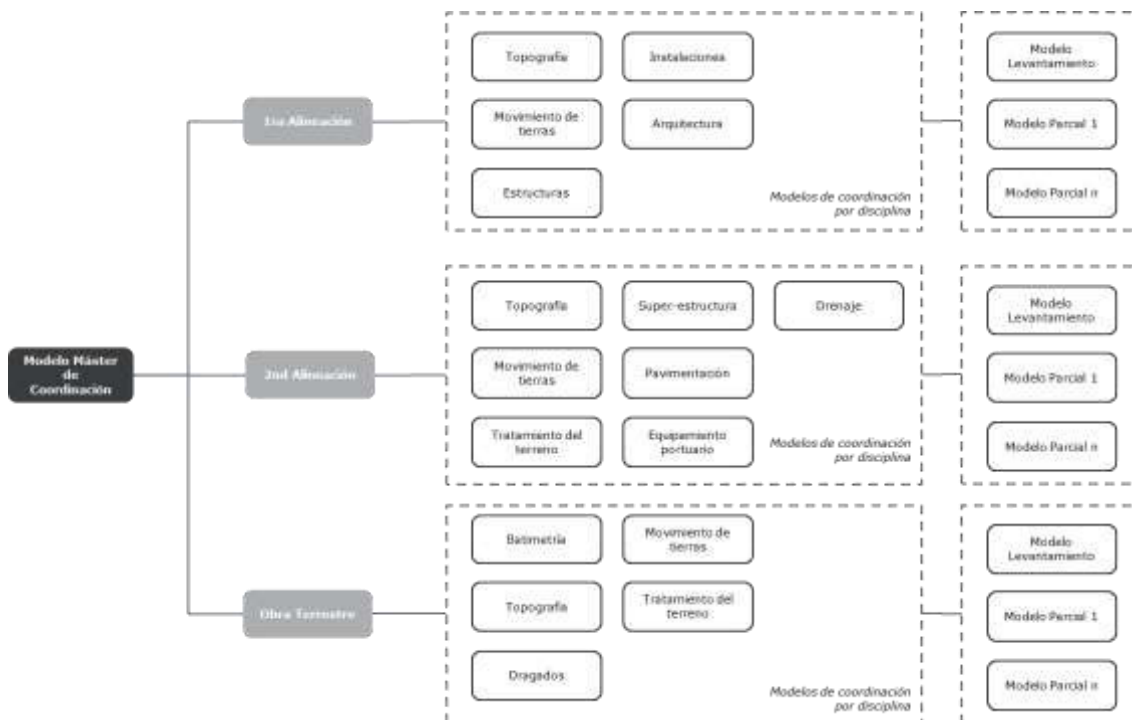 Modelo Máster
de
Coordinación
1ra Alineación
Topografía
Instalaciones
Movimiento de
tierras
Arquitectura
Estructuras
Modelos de coordinación
por disciplina
Modelo
Levantamiento
Modelo Parcial 1
Modelo Parcial n
2nd Alineación
Topografía
Super-estructura
Drenaje
Movimiento de
tierras
Pavimentación
Tratamiento del
terreno
Equipamiento
portuario
Modelos de coordinación
por disciplina
Modelo
Levantamiento
Modelo Parcial 1
Modelo Parcial n
Obra Terrestre
Batimetría
Movimiento de
tierras
Topografía
Tratamiento del
terreno
Dragados
Modelos de coordinación
por disciplina
Modelo
Levantamiento
Modelo Parcial 1
Modelo Parcial n